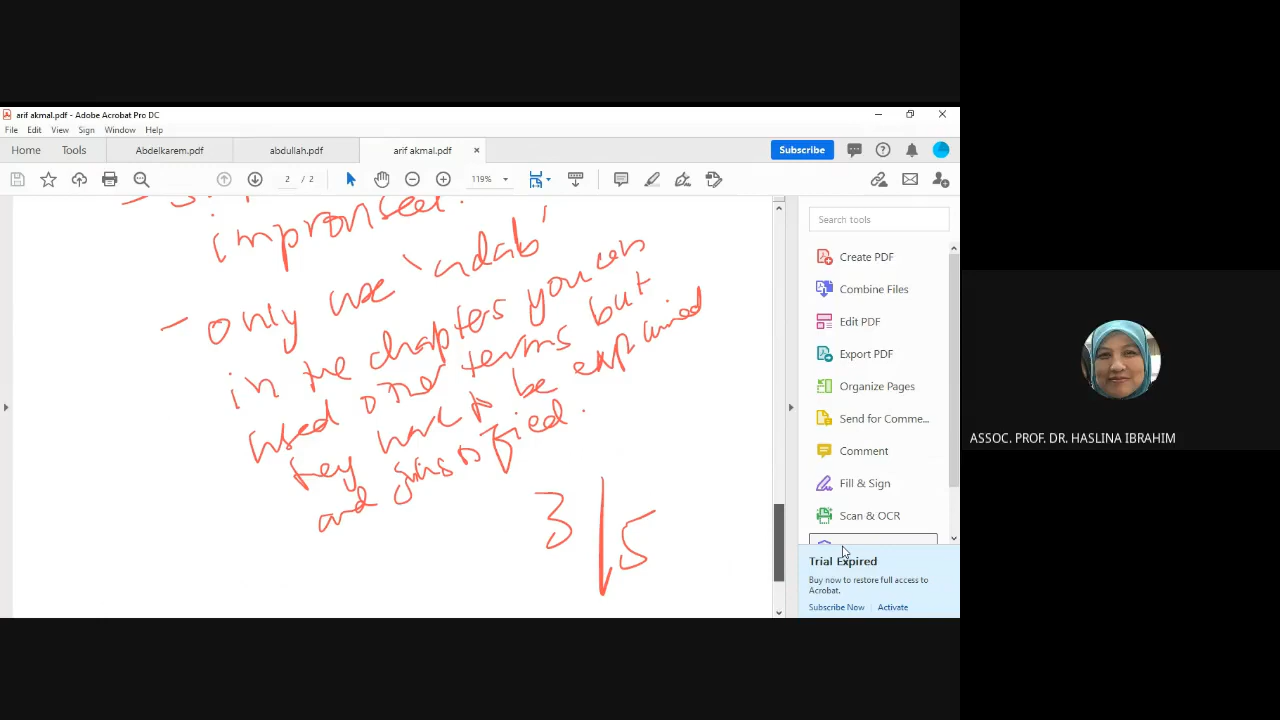 arif akmal.pdf - Adobe Acrobat Pro DC
File Edit View Sign Window Help
Home Tools Abdelkarem.pdf abdullah.pdf arif akmal.pdf × Subscribe
2 / 2 119%
improvised.
- only use 'adab'
in the chapters you can
used other terms but
they have to be explained
and justified.
3/5
Search tools
Create PDF
Combine Files
Edit PDF
Export PDF
Organize Pages
Send for Comme...
Comment
Fill & Sign
Scan & OCR
Trial Expired
Buy now to restore full access to
Acrobat.
Subscribe Now Activate
ASSOC. PROF. DR. HASLINA IBRAHIM